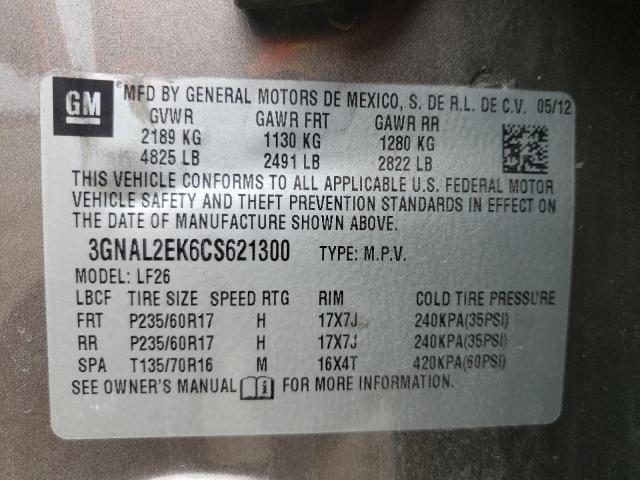 GM MFD BY GENERAL MOTORS DE MEXICO, S. DE R.L. DE C.V. 05/12
GVWR GAWR FRT GAWR RR
2189 KG 1130 KG 1280 KG
4825 LB 2491 LB 2822 LB
THIS VEHICLE CONFORMS TO ALL APPLICABLE U.S. FEDERAL MOTOR
VEHICLE SAFETY AND THEFT PREVENTION STANDARDS IN EFFECT ON
THE DATE OF MANUFACTURE SHOWN ABOVE.
3GNAL2EK6CS621300 TYPE: M.P.V.
MODEL: LF26
LBCF TIRE SIZE SPEED RTG RIM COLD TIRE PRESSURE
FRT P235/60R17 H 17X7J 240KPA(35PSI)
RR P235/60R17 H 17X7J 240KPA(35PSI)
SPA T135/70R16 M 16X4T 420KPA(60PSI)
SEE OWNER'S MANUAL FOR MORE INFORMATION